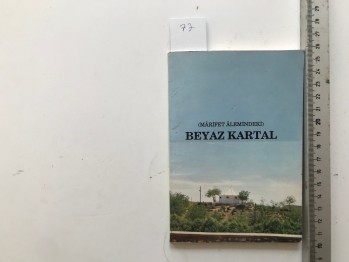 77
(MÂRİFET ÂLEMİNDEKİ)
BEYAZ KARTAL